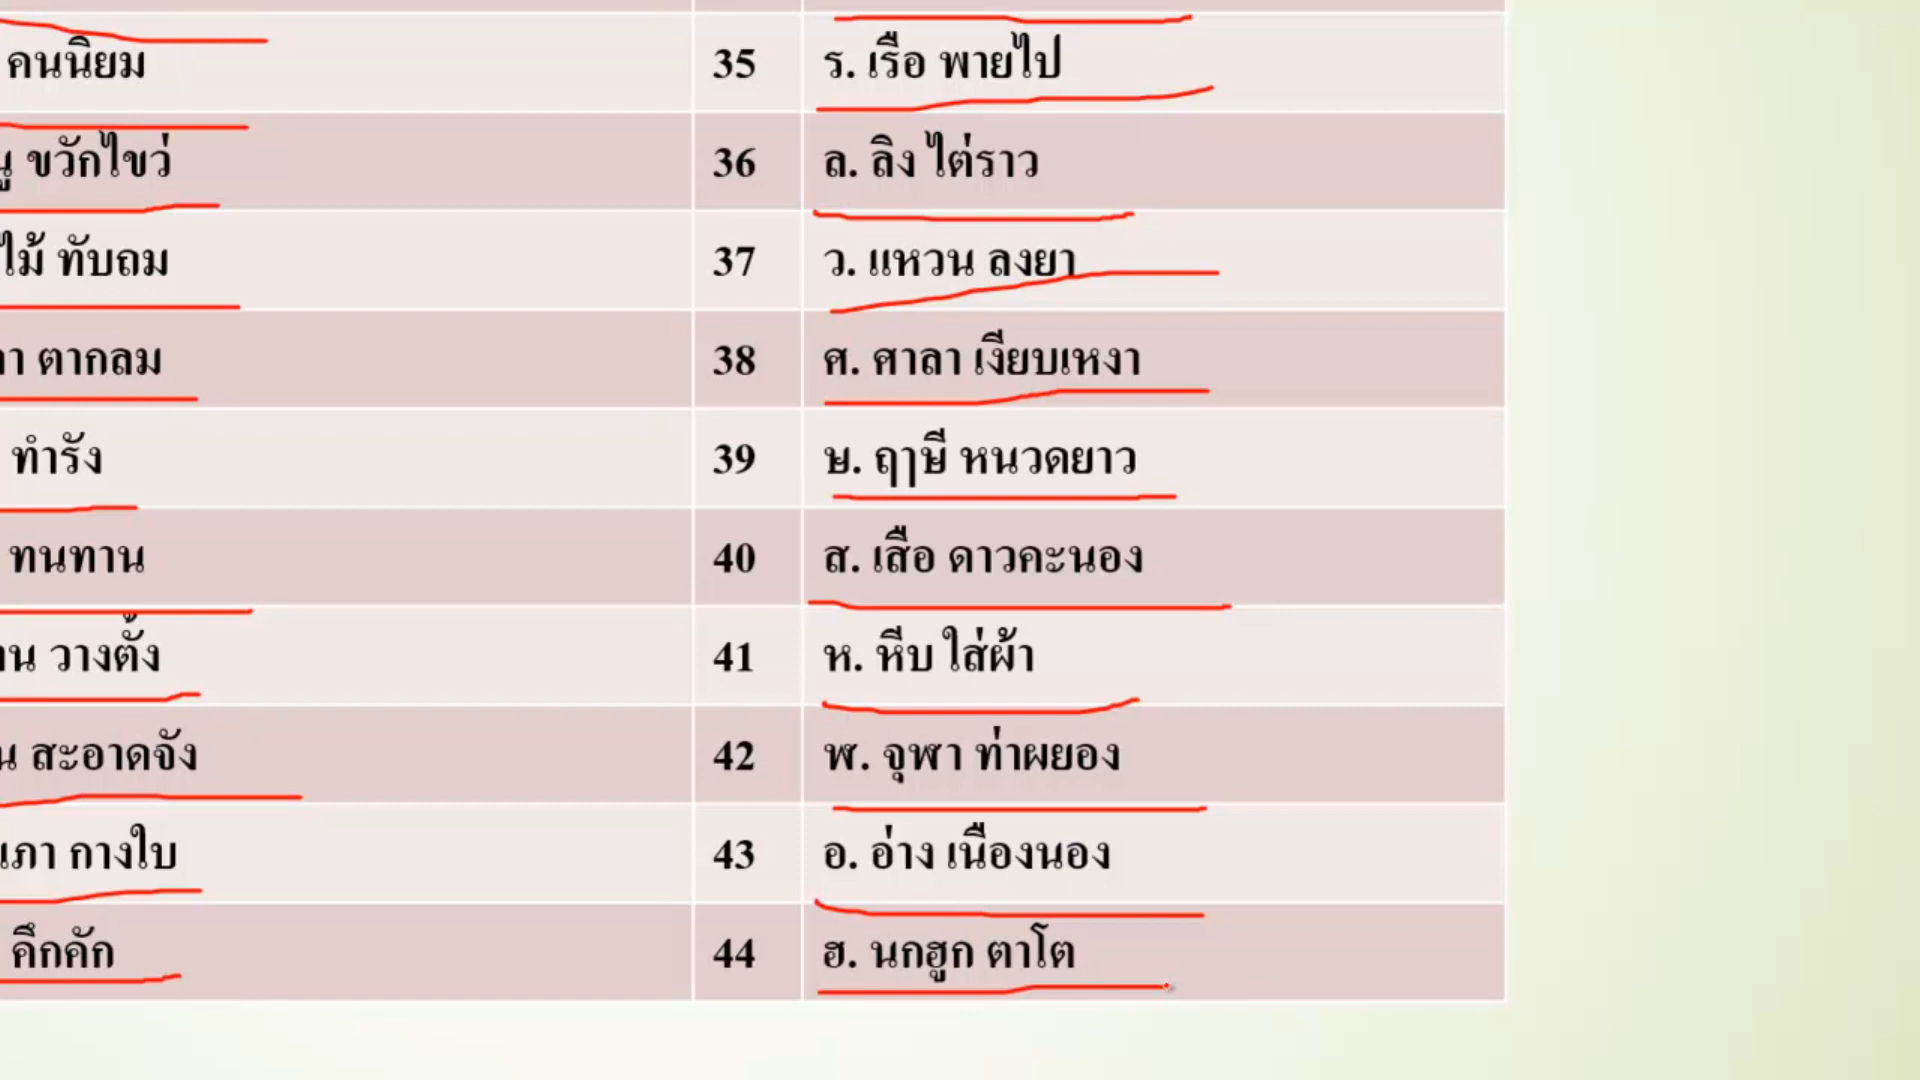 คนนิยม 35 ร. เรือ พายไป
ขวักไขว่ 36 ล. ลิง ไต่ราว
ไม้ ทับถม 37 ว. แหวน ลงยา
ตากลม 38 ศ. ศาลา เงียบเหงา
ทำรัง 39 ษ. ฤๅษี หนวดยาว
ทนทาน 40 ส. เสือ ดาวคะนอง
วางตั้ง 41 ห. หีบ ใส่ผ้า
สะอาดจัง 42 ฬ. จุฬา ท่าผยอง
เภา กางใบ 43 อ. อ่าง เนืองนอง
คึกคัก 44 ฮ. นกฮูก ตาโต